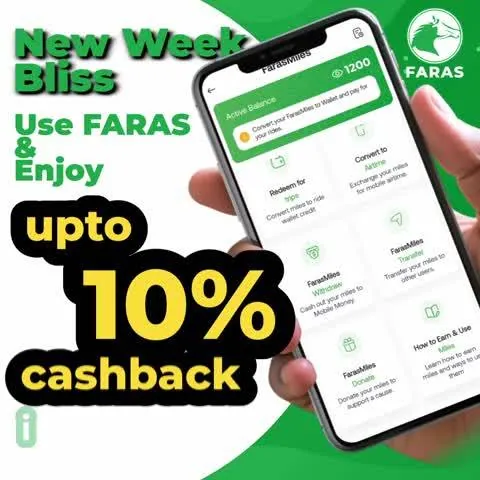 New Week
Bliss
Use FARAS
&
Enjoy
upto
10%
cashback
FARAS
FarasMiles
1200
Active Balance
Convert your FarasMiles to Wallet and pay for
your rides.
Redeem for
trips
Convert miles to ride
wallet credit
Convert to
Airtime
Exchange your miles
for mobile airtime.
FarasMiles
Withdraw
Cash out your miles to
Mobile Money.
FarasMiles
Transfer
Transfer your miles to
other users.
FarasMiles
Donate
Donate your miles to
support a cause.
How to Earn & Use
Miles
Learn how to earn
miles and ways to use
them